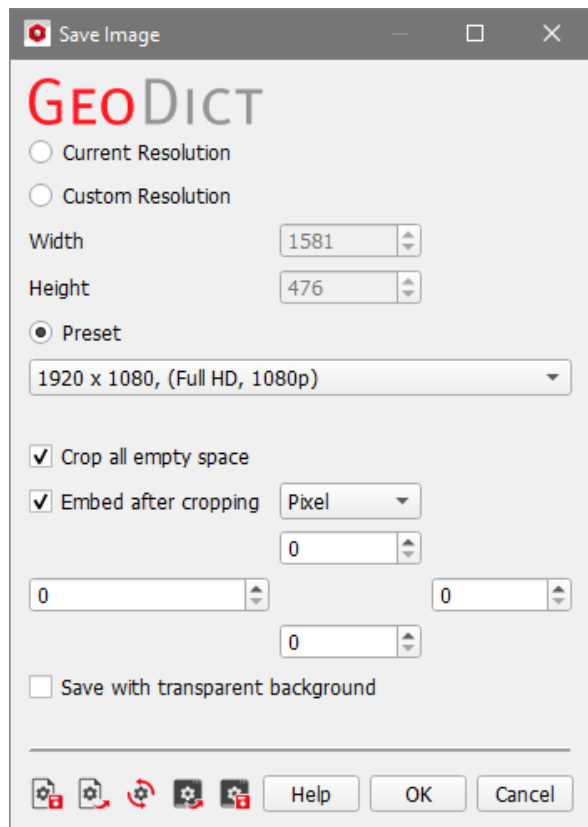 Save Image
GEODICT
Current Resolution
Custom Resolution
Width 1581
Height 476
Preset
1920 x 1080, (Full HD, 1080p)
Crop all empty space
Embed after cropping Pixel
0
0 0
0
Save with transparent background
Help OK Cancel